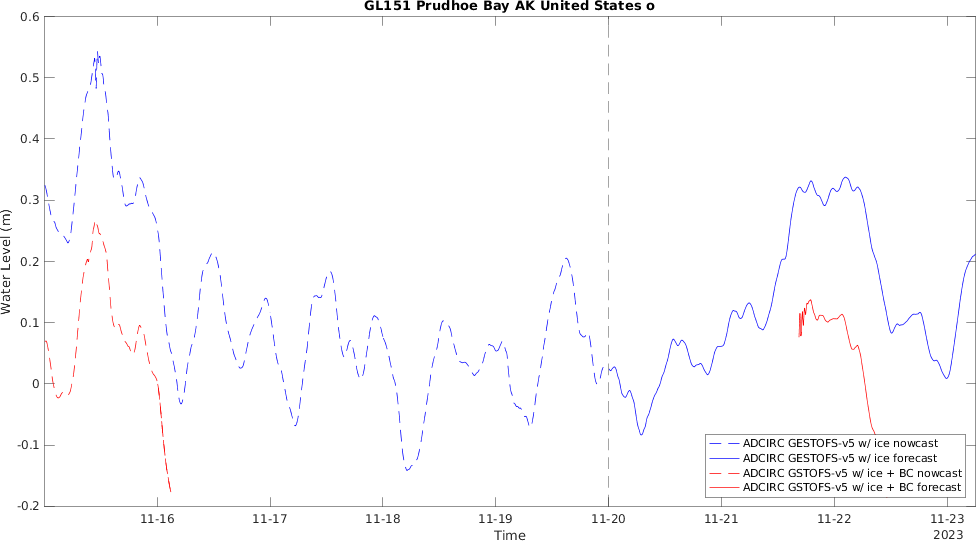 GL151 Prudhoe Bay AK United States o
Water Level (m)
0.6
0.5
0.4
0.3
0.2
0.1
0
-0.1
-0.2
ADCIRC GESTOFS-v5 w/ ice nowcast
ADCIRC GESTOFS-v5 w/ ice forecast
ADCIRC GSTOFS-v5 w/ ice + BC nowcast
ADCIRC GSTOFS-v5 w/ ice + BC forecast
11-16 11-17 11-18 11-19 11-20 11-21 11-22 11-23
Time 2023